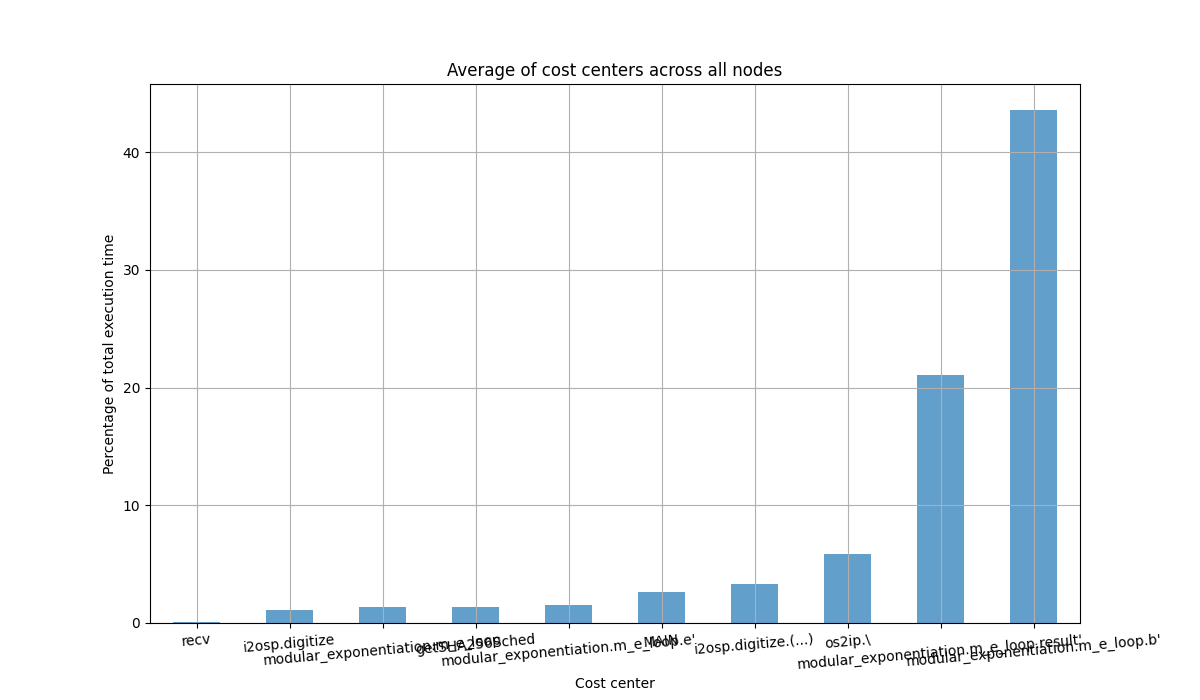 Average of cost centers across all nodes
Percentage of total execution time
40
30
20
10
0
recv
i2osp.digitize
modular_exponentiation.m_e_loop
modular_exponentiation.m_e_loop.e'
MAIN
i2osp.digitize.(...)
os2ip.\
modular_exponentiation.m_e_loop.result'
modular_exponentiation.m_e_loop.b'
Cost center